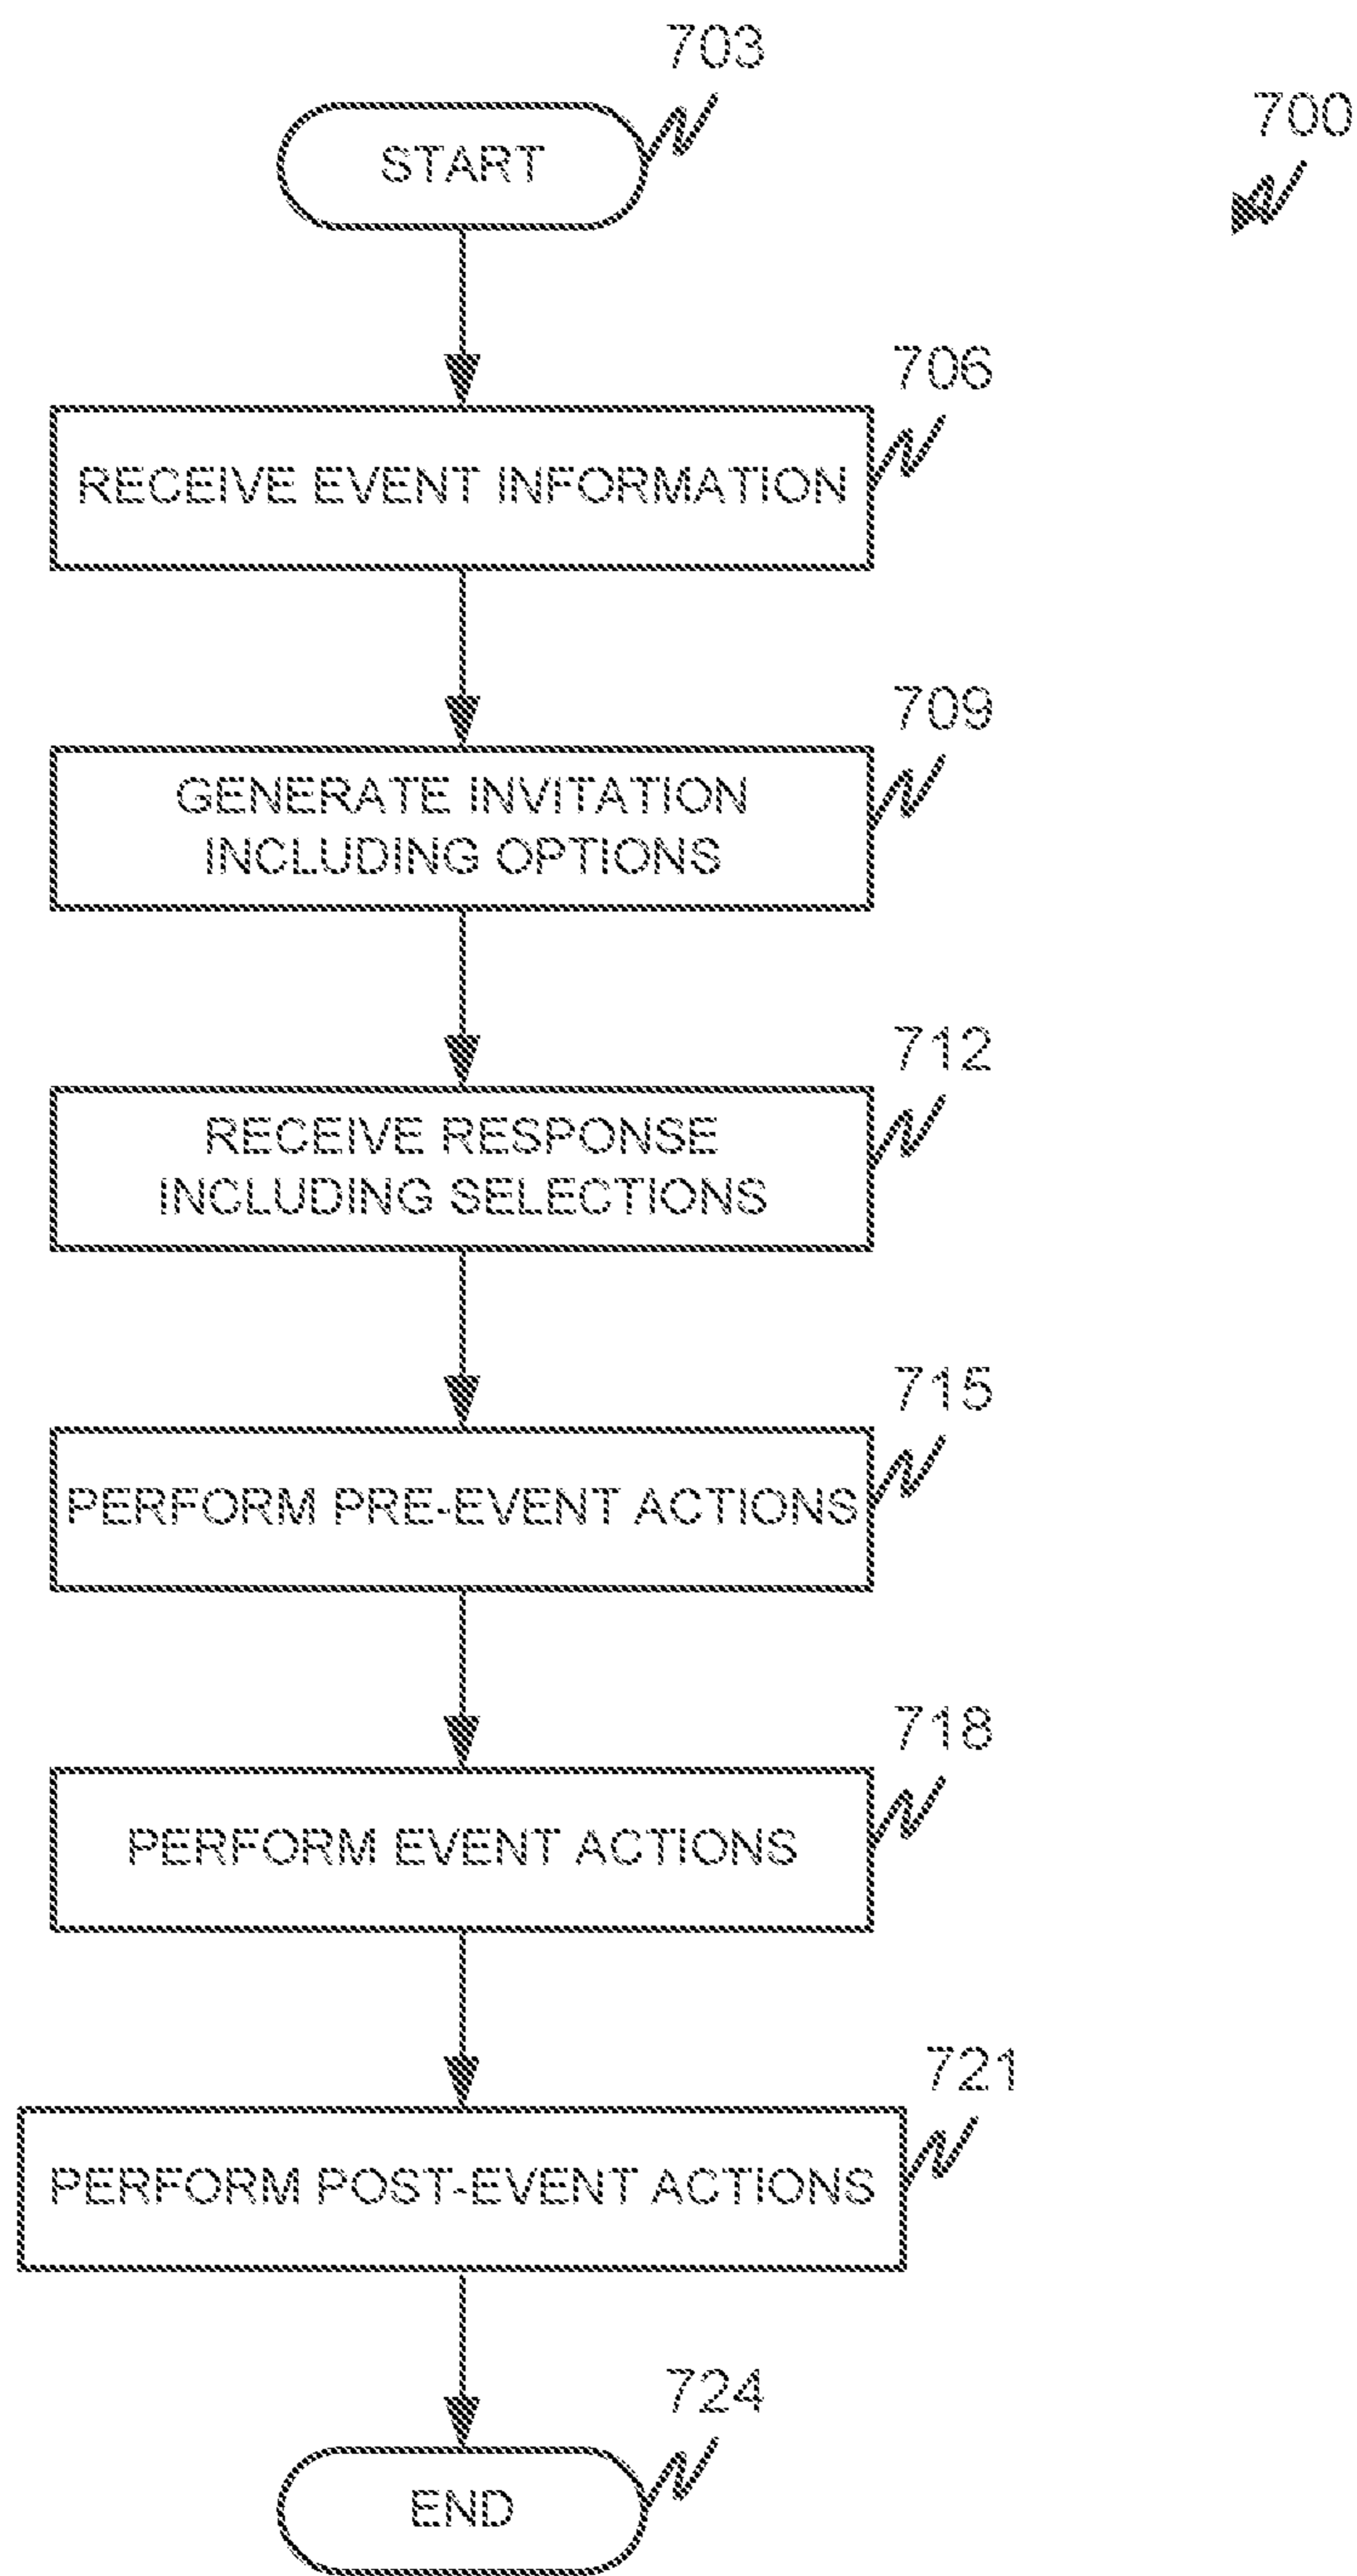 703
START
700
706
RECEIVE EVENT INFORMATION
709
GENERATE INVITATION
INCLUDING OPTIONS
712
RECEIVE RESPONSE
INCLUDING SELECTIONS
715
PERFORM PRE-EVENT ACTIONS
718
PERFORM EVENT ACTIONS
721
PERFORM POST-EVENT ACTIONS
724
END